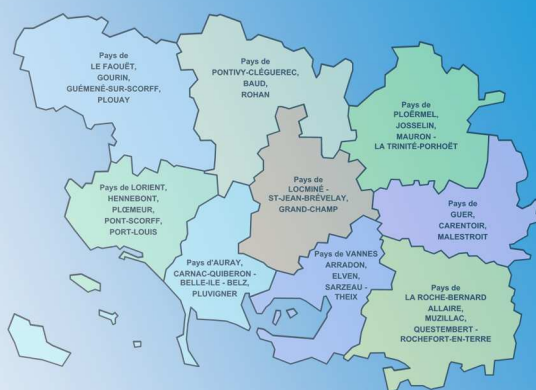 Pays de
LE FAOUËT,
GOURIN,
GUÉMENÉ-SUR-SCORFF,
PLOUAY
Pays de
PONTIVY-CLÉGUEREC,
BAUD,
ROHAN
Pays de
PLOËRMEL,
JOSSELIN,
MAURON -
LA TRINITÉ-PORHOËT
Pays de LORIENT,
HENNEBONT,
PLŒMEUR,
PONT-SCORFF,
PORT-LOUIS
Pays de
LOCMINÉ -
ST-JEAN-BRÉVELAY,
GRAND-CHAMP
Pays de
GUER,
CARENTOIR,
MALESTROIT
Pays d'AURAY,
CARNAC-QUIBERON -
BELLE-ILE - BELZ,
PLUVIGNER
Pays de VANNES
ARRADON,
ELVEN,
SARZEAU -
THEIX
Pays de
LA ROCHE-BERNARD
ALLAIRE,
MUZILLAC,
QUESTEMBERT -
ROCHEFORT-EN-TERRE